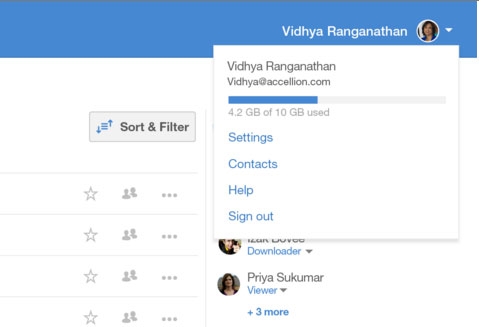 Vidhya Ranganathan
Vidhya Ranganathan
Vidhya@accellion.com
4.2 GB of 10 GB used
Sort & Filter
Settings
Contacts
Help
Sign out
Izak Bovee
Downloader
Priya Sukumar
Viewer
+ 3 more